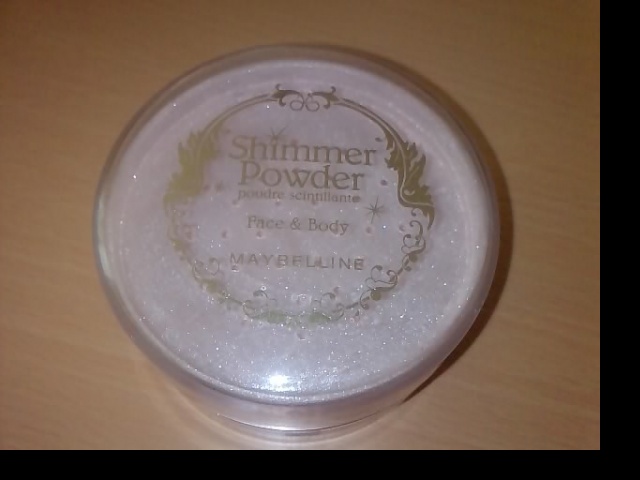 Shimmer
Powder
poudre scintillante
Face & Body
MAYBELLINE